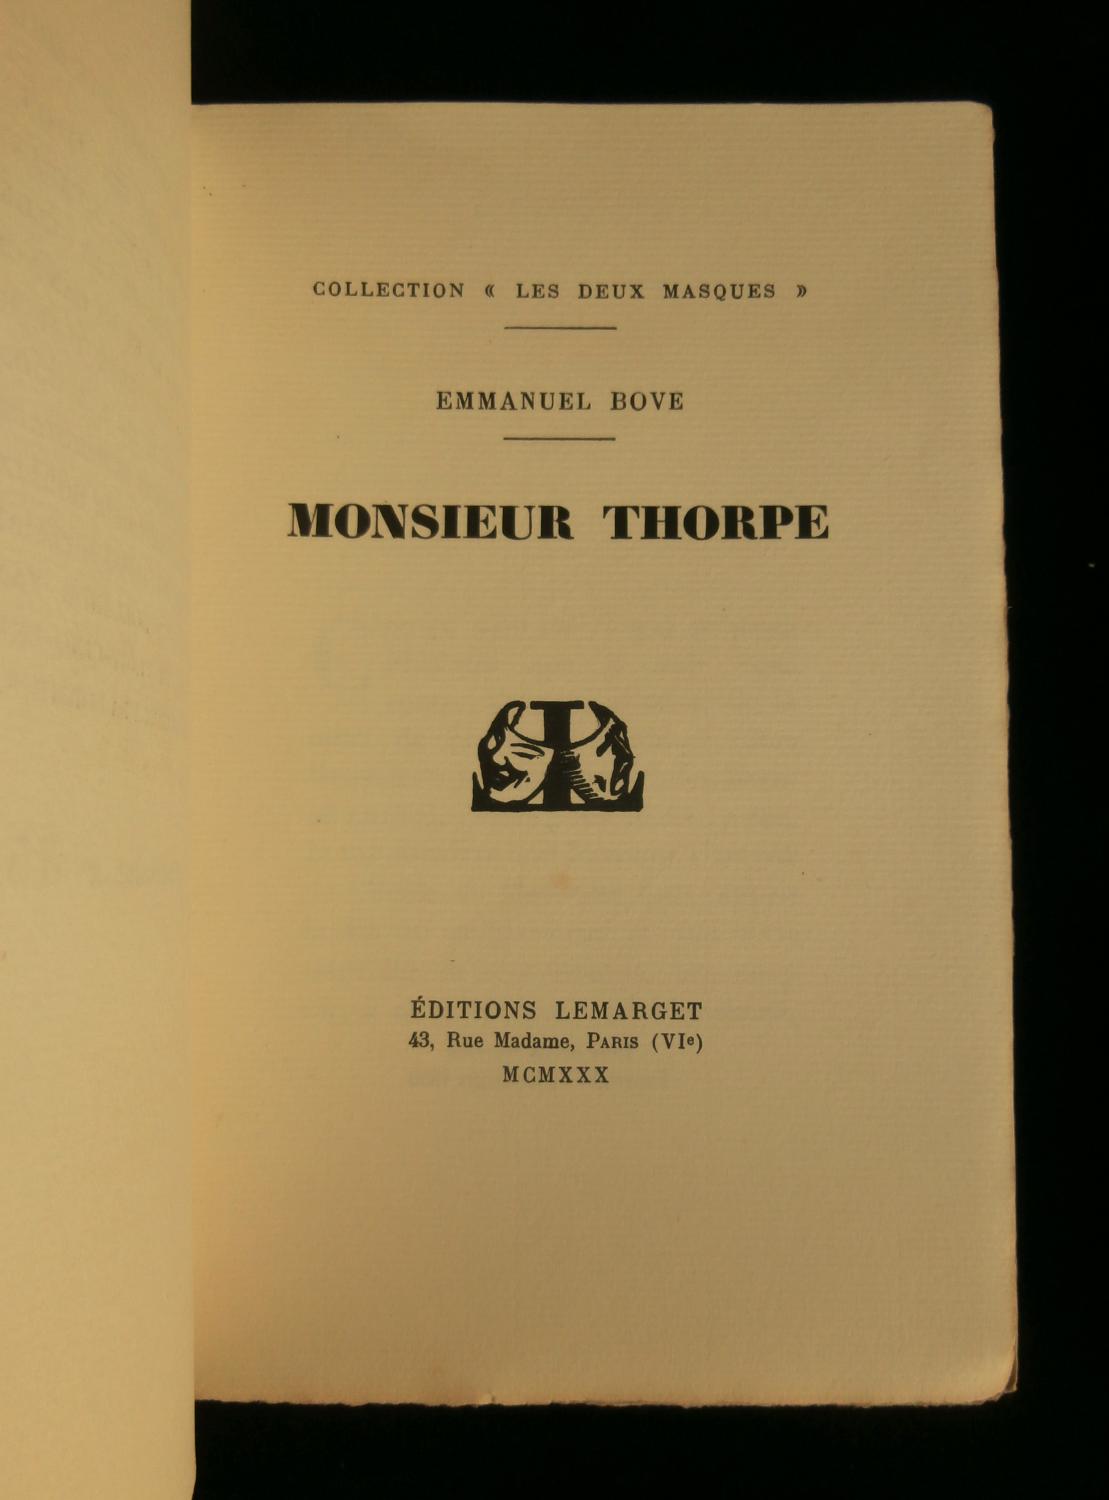 COLLECTION « LES DEUX MASQUES »
EMMANUEL BOVE
MONSIEUR THORPE
ÉDITIONS LEMARGET
43, Rue Madame, PARIS (VIe)
MCMXXX